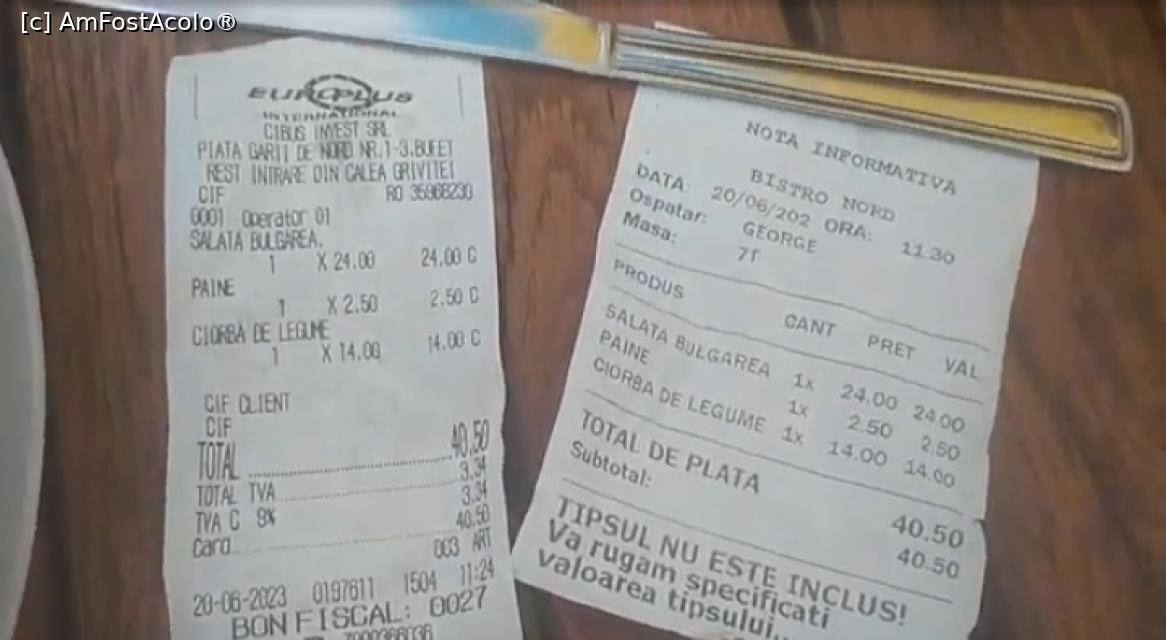 [c] AmFostAcolo®
EUROPLUS
INTERNATIONAL
CIBUS INVEST SRL
PIATA GARII DE NORD NR.1-3.BUFET
REST INTRARE DIN CALEA GRIVITEI
CIF RO 35968230
0001 Operator 01
SALATA BULGAREA.
1 X 24.00 24.00 C
PAINE
1 X 2.50 2.50 C
CIORBA DE LEGUME
1 X 14.00 14.00 C
CIF CLIENT
CIF
TOTAL 40.50
TOTAL TVA 3.34
TVA C 9% 3.34
Card 40.50
003 ART
20-06-2023 0197611 1504 11:24
BON FISCAL: 0027
NOTA INFORMATIVA
BISTRO NORD
DATA: 20/06/202 ORA: 11:30
Ospatar: GEORGE
Masa: 7T
PRODUS CANT PRET VAL
SALATA BULGAREA 1x 24.00 24.00
PAINE 1x 2.50 2.50
CIORBA DE LEGUME 1x 14.00 14.00
TOTAL DE PLATA 40.50
Subtotal: 40.50
TIPSUL NU ESTE INCLUS!
Va rugam specificati
valoarea tipsului...